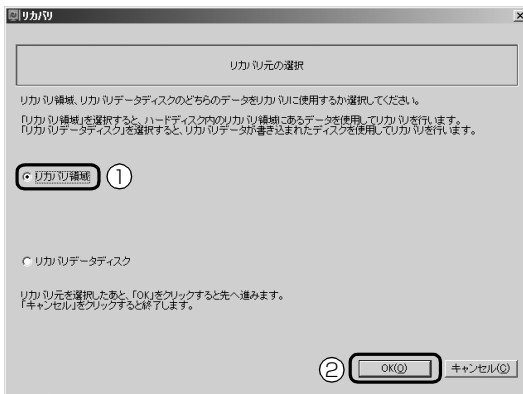 リカバリ
リカバリ元の選択
リカバリ領域、リカバリデータディスクのどちらのデータをリカバリに使用するか選択してください。
「リカバリ領域」を選択すると、ハードディスク内のリカバリ領域にあるデータを使用してリカバリを行います。
「リカバリデータディスク」を選択すると、リカバリデータが書き込まれたディスクを使用してリカバリを行います。
リカバリ領域 ①
リカバリデータディスク
リカバリ元を選択したあと、「OK」をクリックすると先へ進みます。
「キャンセル」をクリックすると終了します。
② OK(O) キャンセル(C)